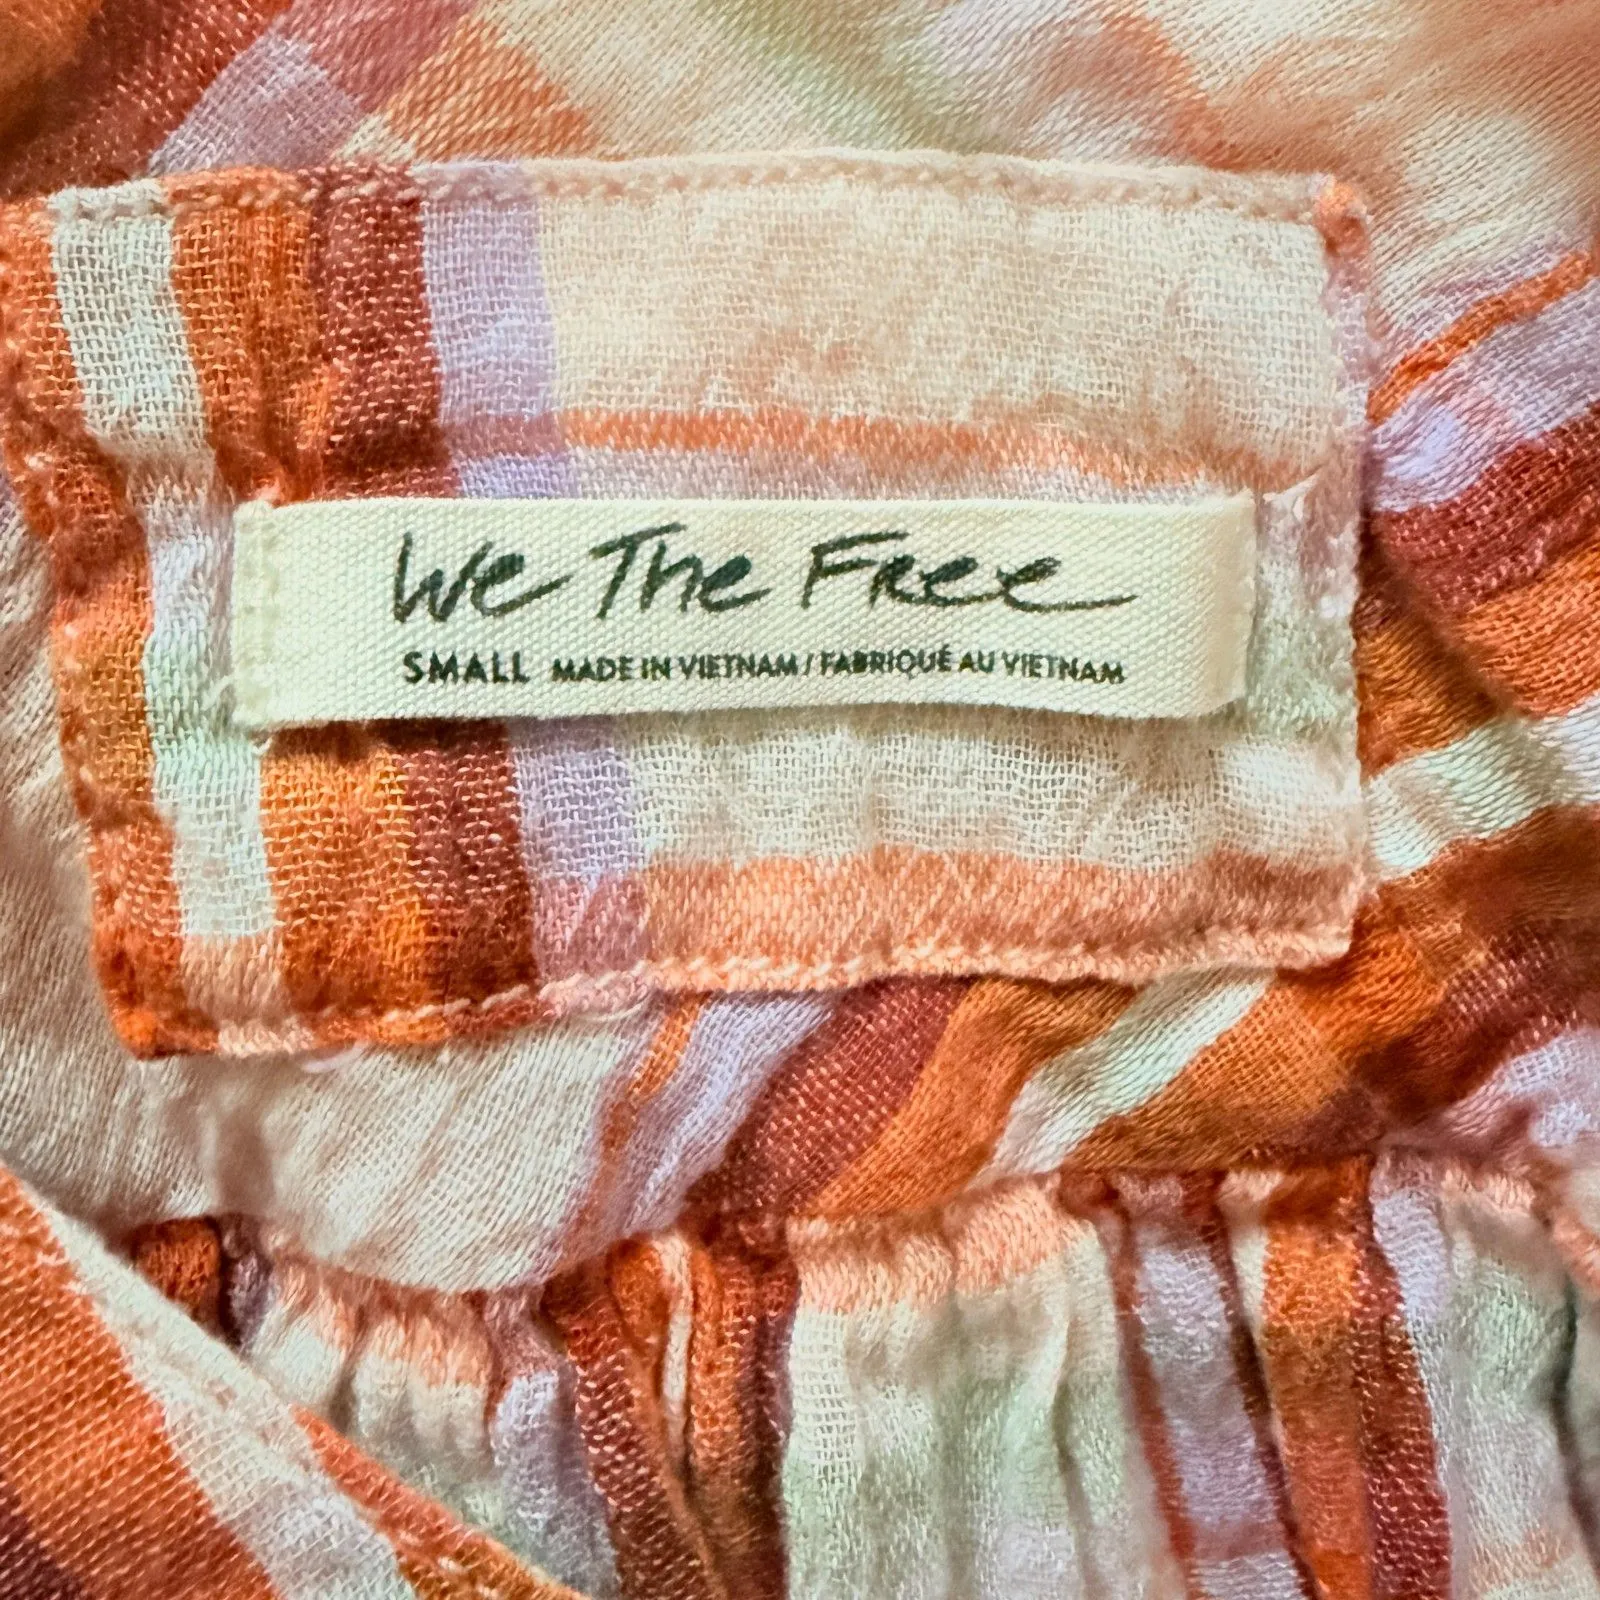 We The Free
SMALL MADE IN VIETNAM / FABRIQUÉ AU VIETNAM